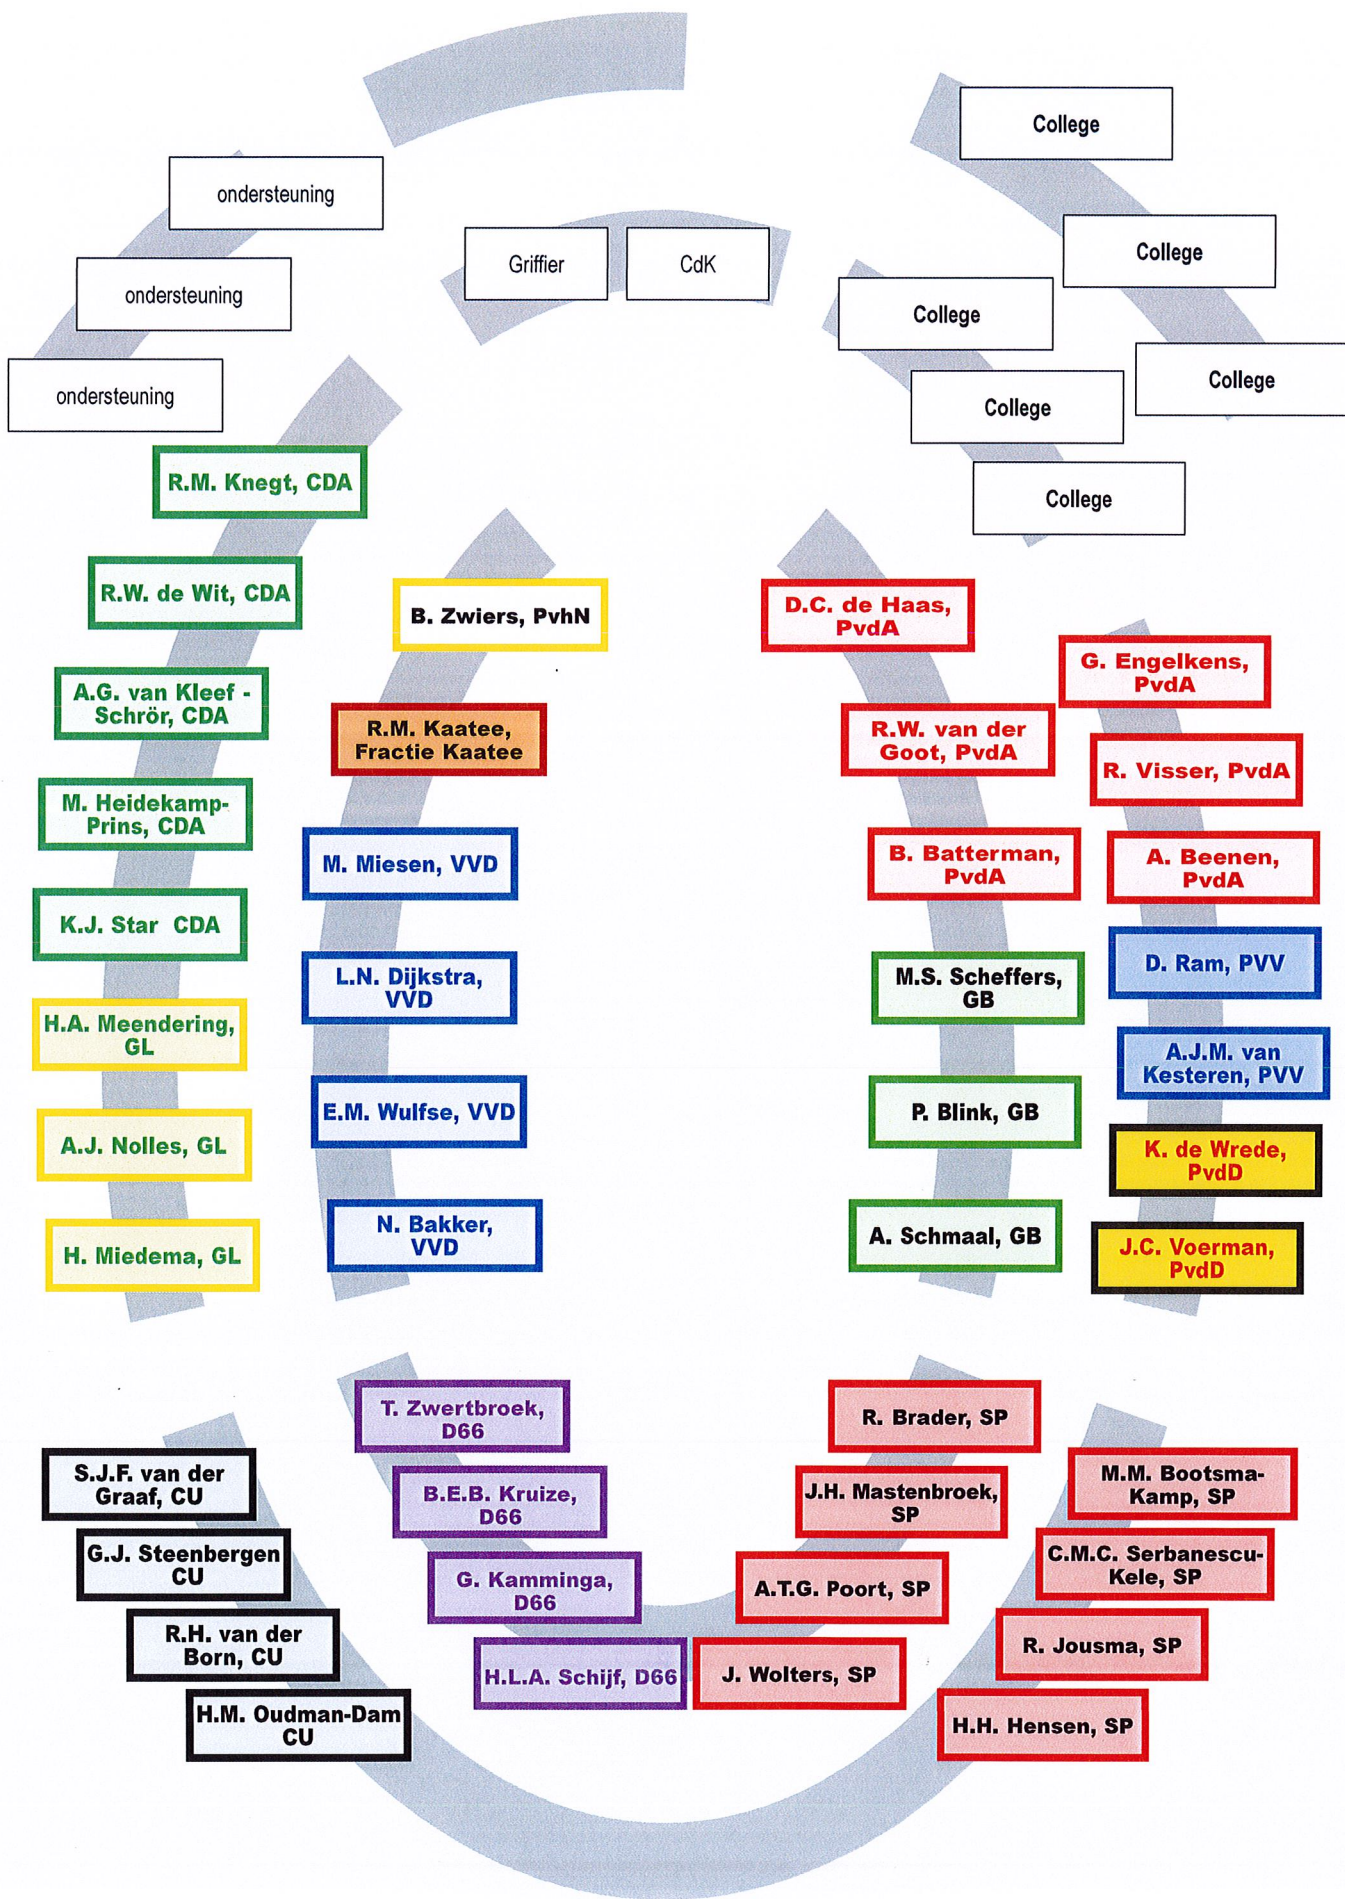 College
ondersteuning
College
Griffier
CdK
ondersteuning
College
College
ondersteuning
College
College
R.M. Knegt, CDA
R.W. de Wit, CDA
A.G. van Kleef -
Schrör, CDA
M. Heidekamp-
Prins, CDA
K.J. Star CDA
H.A. Meendering,
GL
A.J. Nolles, GL
H. Miedema, GL
B. Zwiers, PvhN
R.M. Kaatee,
Fractie Kaatee
M. Miesen, VVD
L.N. Dijkstra,
VVD
E.M. Wulfse, VVD
N. Bakker,
VVD
D.C. de Haas,
PvdA
R.W. van der
Goot, PvdA
B. Batterman,
PvdA
M.S. Scheffers,
GB
P. Blink, GB
A. Schmaal, GB
G. Engelkens,
PvdA
R. Visser, PvdA
A. Beenen,
PvdA
D. Ram, PVV
A.J.M. van
Kesteren, PVV
K. de Wrede,
PvdD
J.C. Voerman,
PvdD
S.J.F. van der
Graaf, CU
G.J. Steenbergen
CU
R.H. van der
Born, CU
H.M. Oudman-Dam
CU
T. Zwertbroek,
D66
B.E.B. Kruize,
D66
G. Kamminga,
D66
H.L.A. Schijf, D66
R. Brader, SP
J.H. Mastenbroek,
SP
A.T.G. Poort, SP
J. Wolters, SP
M.M. Bootsma-
Kamp, SP
C.M.C. Serbanescu-
Kele, SP
R. Jousma, SP
H.H. Hensen, SP